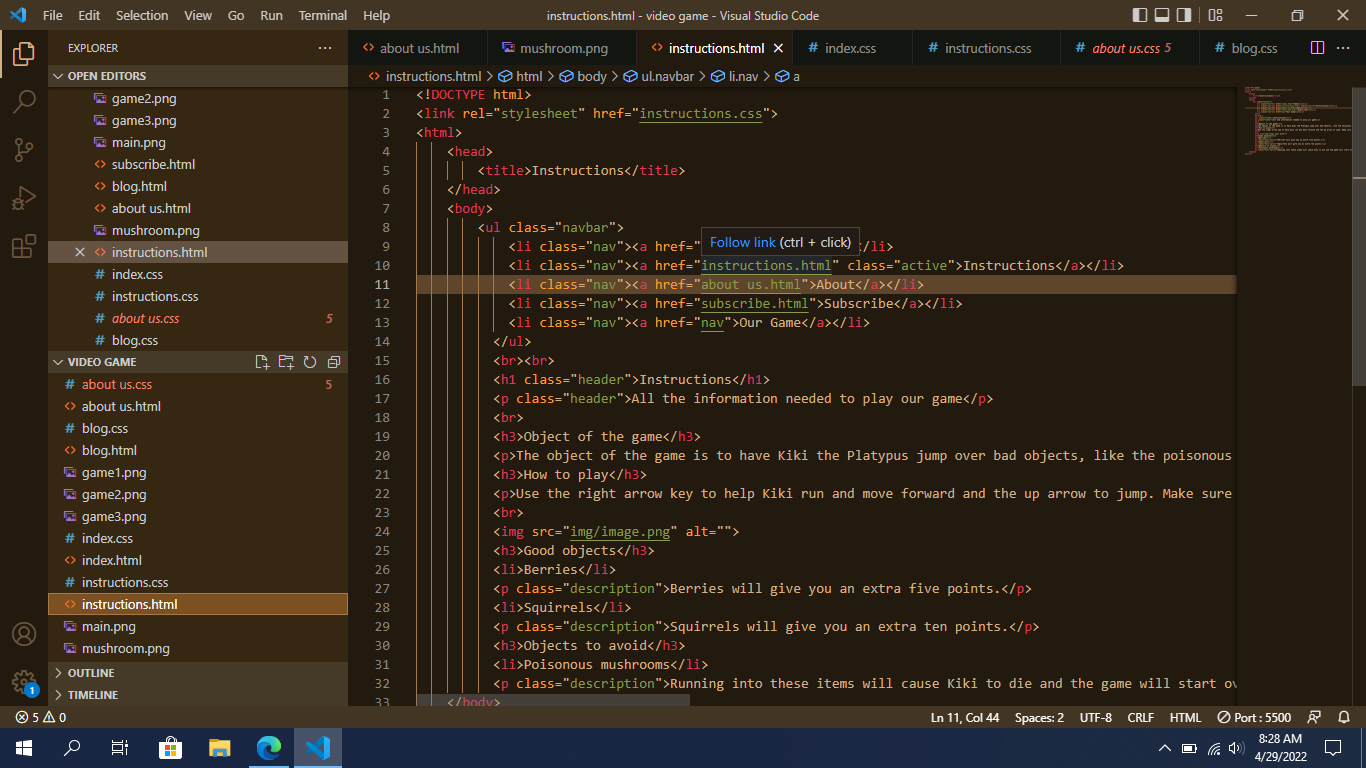 File Edit Selection View Go Run Terminal Help instructions.html - video game - Visual Studio Code
EXPLORER
about us.html mushroom.png instructions.html index.css instructions.css about us.css 5 blog.css
OPEN EDITORS
game2.png
game3.png
main.png
subscribe.html
blog.html
about us.html
mushroom.png
instructions.html
index.css
instructions.css
about us.css 5
blog.css
VIDEO GAME
about us.css 5
about us.html
blog.css
blog.html
game1.png
game2.png
game3.png
index.css
index.html
instructions.css
instructions.html
main.png
mushroom.png
OUTLINE
TIMELINE
1
instructions.html > html > body > ul.navbar > li.nav > a
1 <!DOCTYPE html>
2 <link rel="stylesheet" href="instructions.css">
3 <html>
4 <head>
5 <title>Instructions</title>
6 </head>
7 <body>
8 <ul class="navbar">
Follow link (ctrl + click)
9 <li class="nav"><a href=" </li>
10 <li class="nav"><a href="instructions.html" class="active">Instructions</a></li>
11 <li class="nav"><a href="about us.html">About</a></li>
12 <li class="nav"><a href="subscribe.html">Subscribe</a></li>
13 <li class="nav"><a href="nav">Our Game</a></li>
14 </ul>
15 <br><br>
16 <h1 class="header">Instructions</h1>
17 <p class="header">All the information needed to play our game</p>
18 <br>
19 <h3>Object of the game</h3>
20 <p>The object of the game is to have Kiki the Platypus jump over bad objects, like the poisonous
21 <h3>How to play</h3>
22 <p>Use the right arrow key to help Kiki run and move forward and the up arrow to jump. Make sure
23 <br>
24 <img src="img/image.png" alt="">
25 <h3>Good objects</h3>
26 <li>Berries</li>
27 <p class="description">Berries will give you an extra five points.</p>
28 <li>Squirrels</li>
29 <p class="description">Squirrels will give you an extra ten points.</p>
30 <h3>Objects to avoid</h3>
31 <li>Poisonous mushrooms</li>
32 <p class="description">Running into these items will cause Kiki to die and the game will start ov
33 </body>
5 0 Ln 11, Col 44 Spaces: 2 UTF-8 CRLF HTML Port : 5500
8:28 AM
4/29/2022